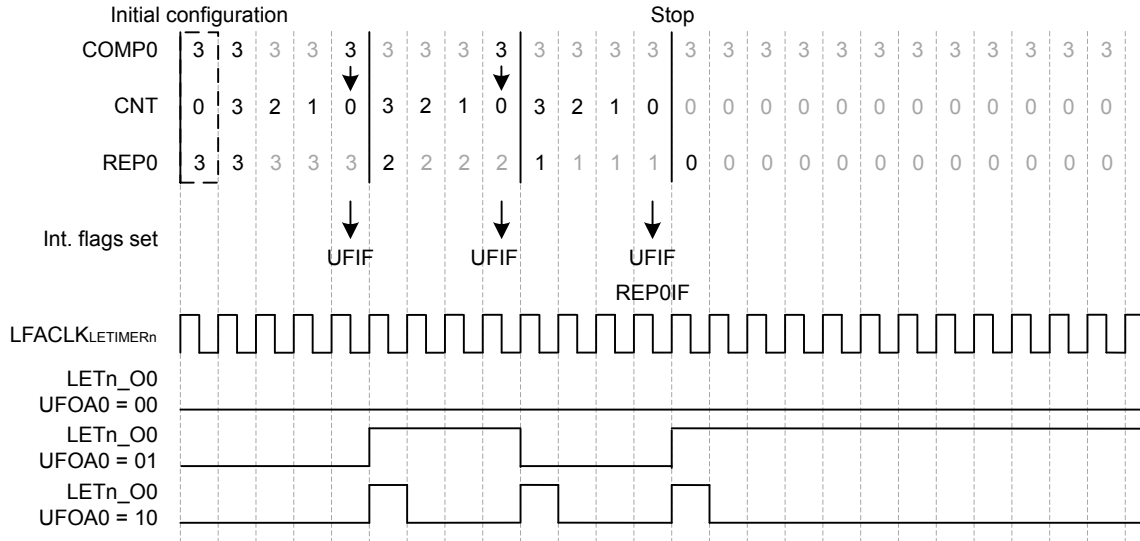 Initial configuration Stop
COMP0 3 3 3 3 3 3 3 3 3 3 3 3 3 3 3 3 3 3 3 3 3 3 3 3 3
CNT 0 3 2 1 0 3 2 1 0 3 2 1 0 0 0 0 0 0 0 0 0 0 0 0 0
REP0 3 3 3 3 3 2 2 2 2 1 1 1 1 0 0 0 0 0 0 0 0 0 0 0 0
Int. flags set
UFIF UFIF UFIF
REP0IF
LFACLKLETIMERn
LETn_O0
UFOA0 = 00
LETn_O0
UFOA0 = 01
LETn_O0
UFOA0 = 10